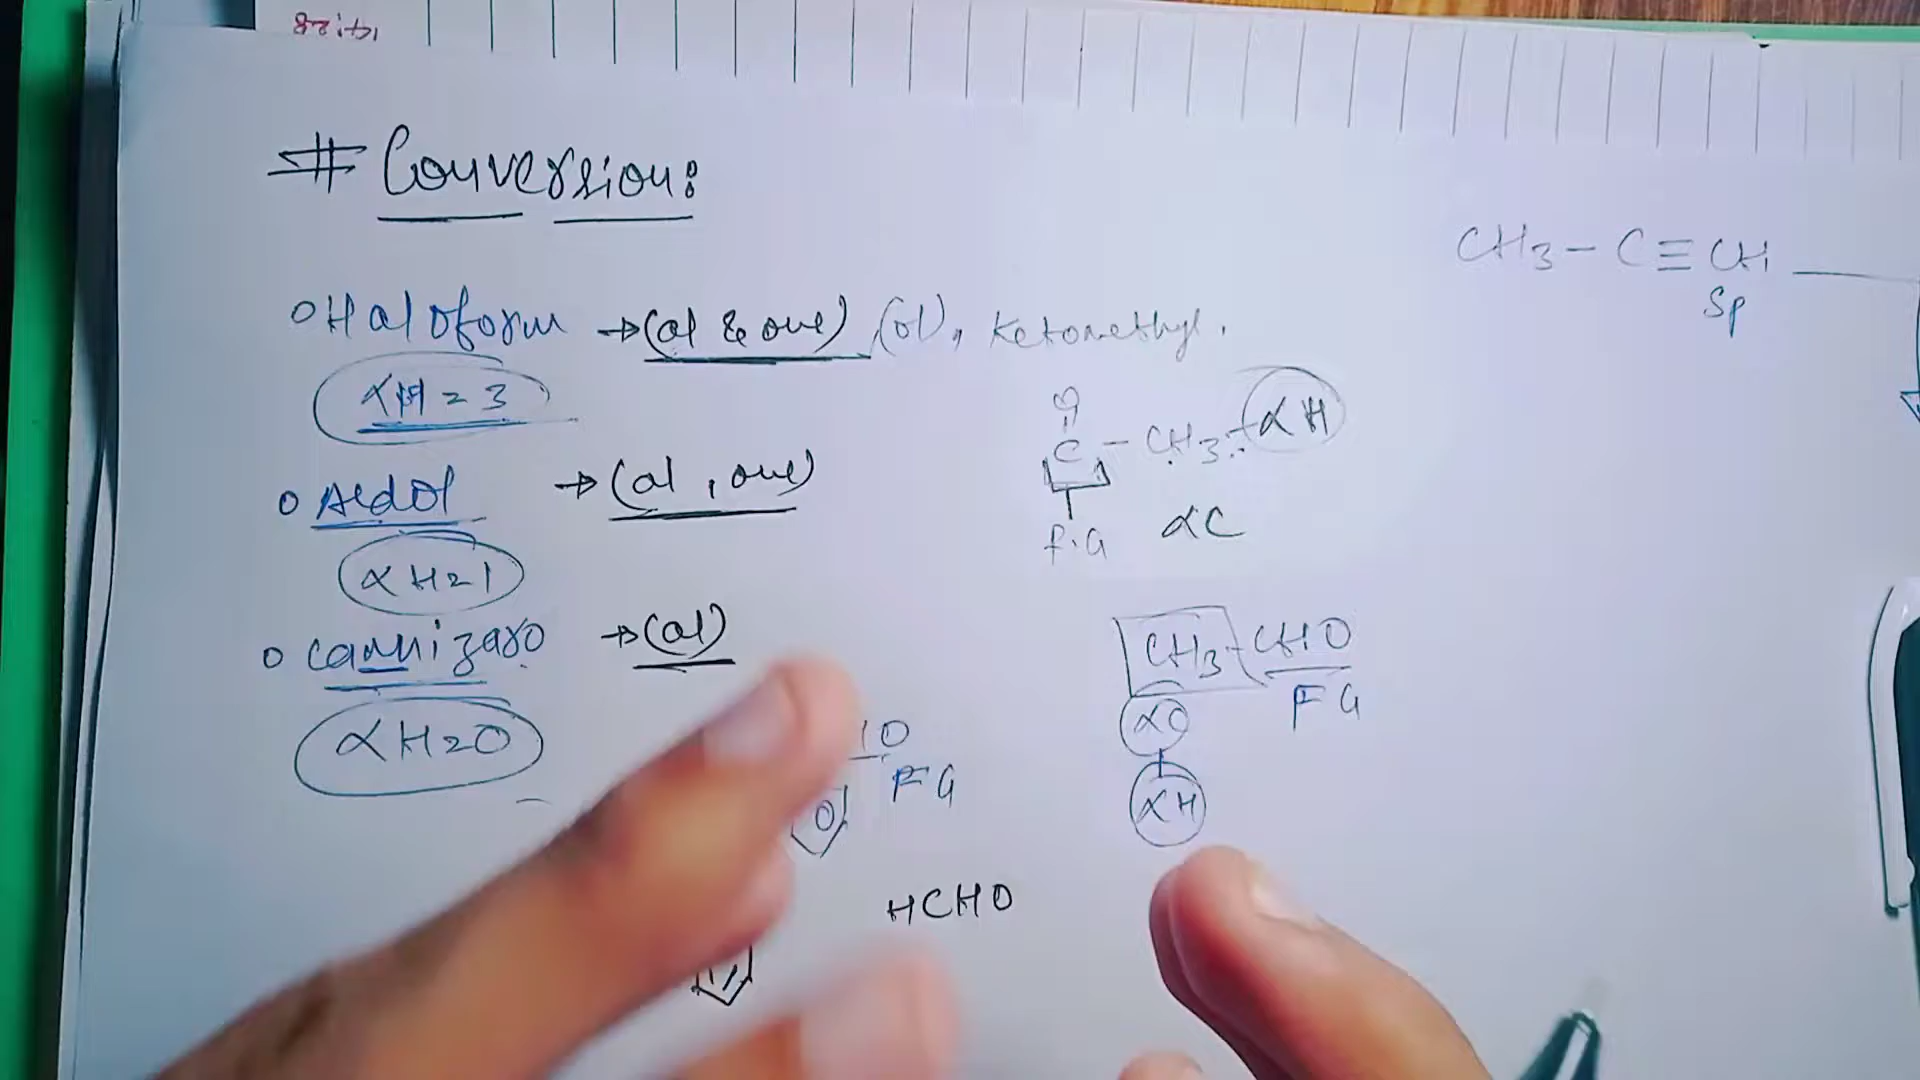 # Conversion:
CH3 - C ≡ CH
Sp
o Haloform → (al & one) (ol), Ketomethyl.
αH = 3
O
C - CH3 - αH
F.G
αC
o Aldol → (al, one)
αH=1
o Cannizaro → (al)
αH=0
CH3 - CHO
FG
αC
αH
FG
HCHO